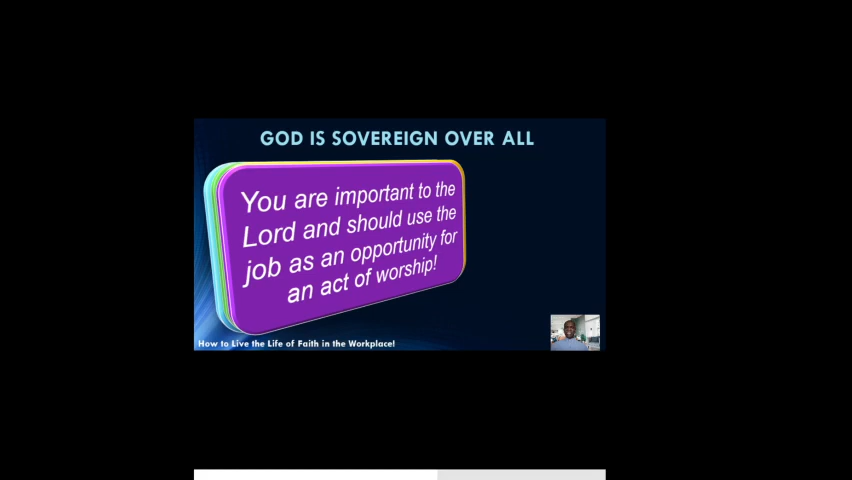 GOD IS SOVEREIGN OVER ALL
You are important to the
Lord and should use the
job as an opportunity for
an act of worship!
How to Live the Life of Faith in the Workplace!